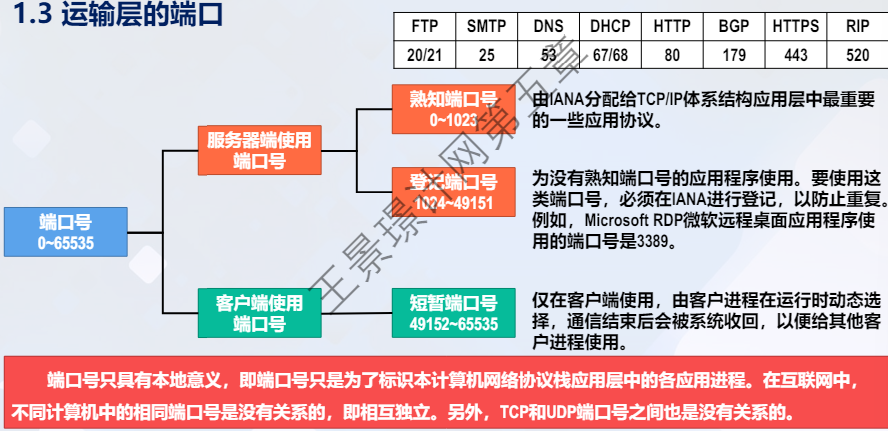 1.3 运输层的端口
FTP SMTP DNS DHCP HTTP BGP HTTPS RIP
20/21 25 53 67/68 80 179 443 520
熟知端口号
0~1023
由IANA分配给TCP/IP体系结构应用层中最重要
的一些应用协议。
服务器端使用
端口号
登记端口号
1024~49151
为没有熟知端口号的应用程序使用。要使用这
类端口号，必须在IANA进行登记，以防止重复。
例如，Microsoft RDP微软远程桌面应用程序使
用的端口号是3389。
端口号
0~65535
客户端使用
端口号
短暂端口号
49152~65535
仅在客户端使用，由客户进程在运行时动态选
择，通信结束后会被系统收回，以便给其他客
户进程使用。
端口号只具有本地意义，即端口号只是为了标识本计算机网络协议栈应用层中的各应用进程。在互联网中，
不同计算机中的相同端口号是没有关系的，即相互独立。另外，TCP和UDP端口号之间也是没有关系的。
王景璟计网第五章